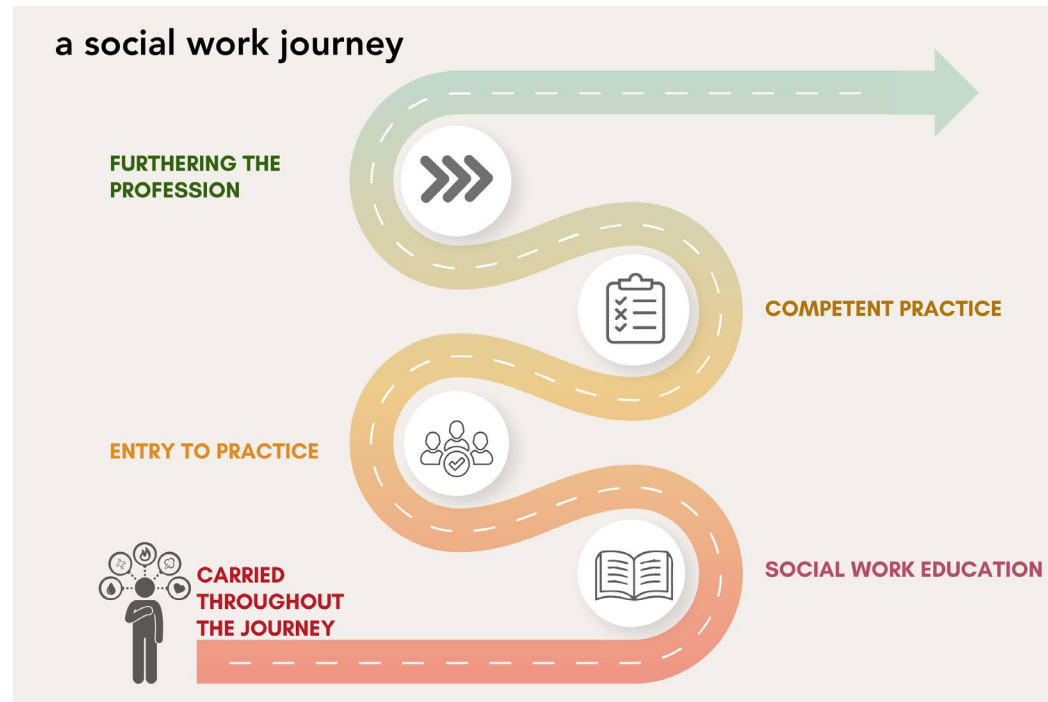 a social work journey
FURTHERING THE
PROFESSION
COMPETENT PRACTICE
ENTRY TO PRACTICE
SOCIAL WORK EDUCATION
CARRIED
THROUGHOUT
THE JOURNEY